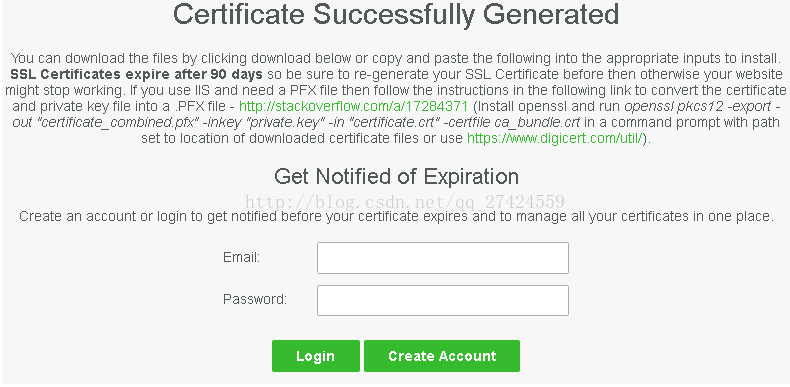 Certificate Successfully Generated
You can download the files by clicking download below or copy and paste the following into the appropriate inputs to install.
SSL Certificates expire after 90 days so be sure to re-generate your SSL Certificate before then otherwise your website
might stop working. If you use IIS and need a PFX file then follow the instructions in the following link to convert the certificate
and private key file into a .PFX file - http://stackoverflow.com/a/17284371 (Install openssl and run openssl pkcs12 -export -
out "certificate_combined.pfx" -inkey "private.key" -in "certificate.crt" -certfile ca_bundle.crt in a command prompt with path
set to location of downloaded certificate files or use https://www.digicert.com/util/).
Get Notified of Expiration
http://blog.csdn.net/qq_27424559
Create an account or login to get notified before your certificate expires and to manage all your certificates in one place.
Email:
Password:
Login Create Account